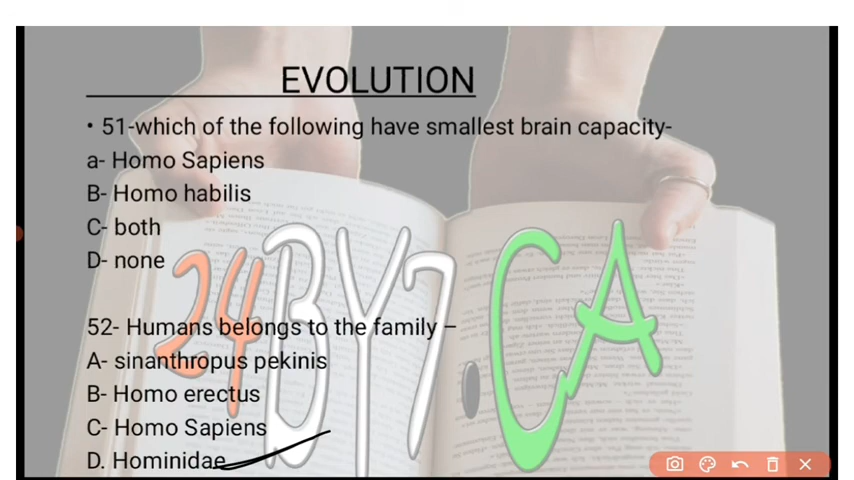 EVOLUTION
• 51-which of the following have smallest brain capacity-
a- Homo Sapiens
B- Homo habilis
C- both
D- none
24BY7.CA
52- Humans belongs to the family –
A- sinanthropus pekinis
B- Homo erectus
C- Homo Sapiens
D. Hominidae